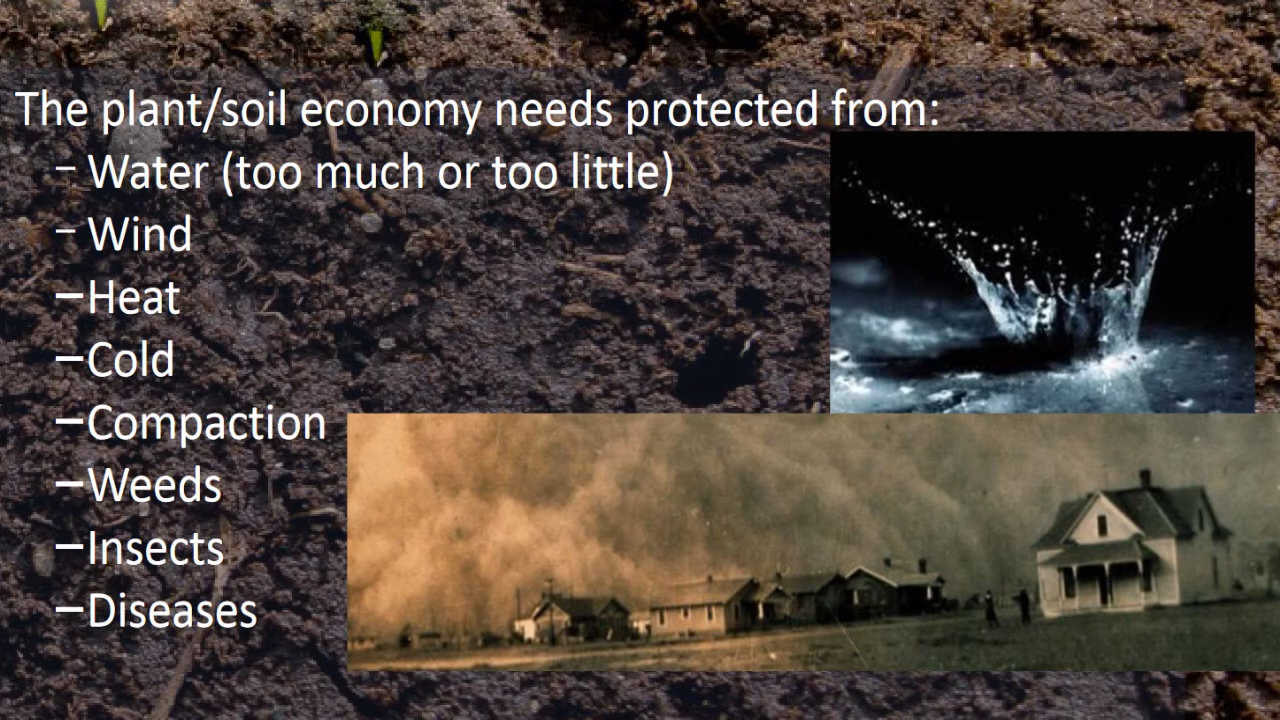 The plant/soil economy needs protected from:
– Water (too much or too little)
– Wind
–Heat
–Cold
–Compaction
–Weeds
–Insects
–Diseases